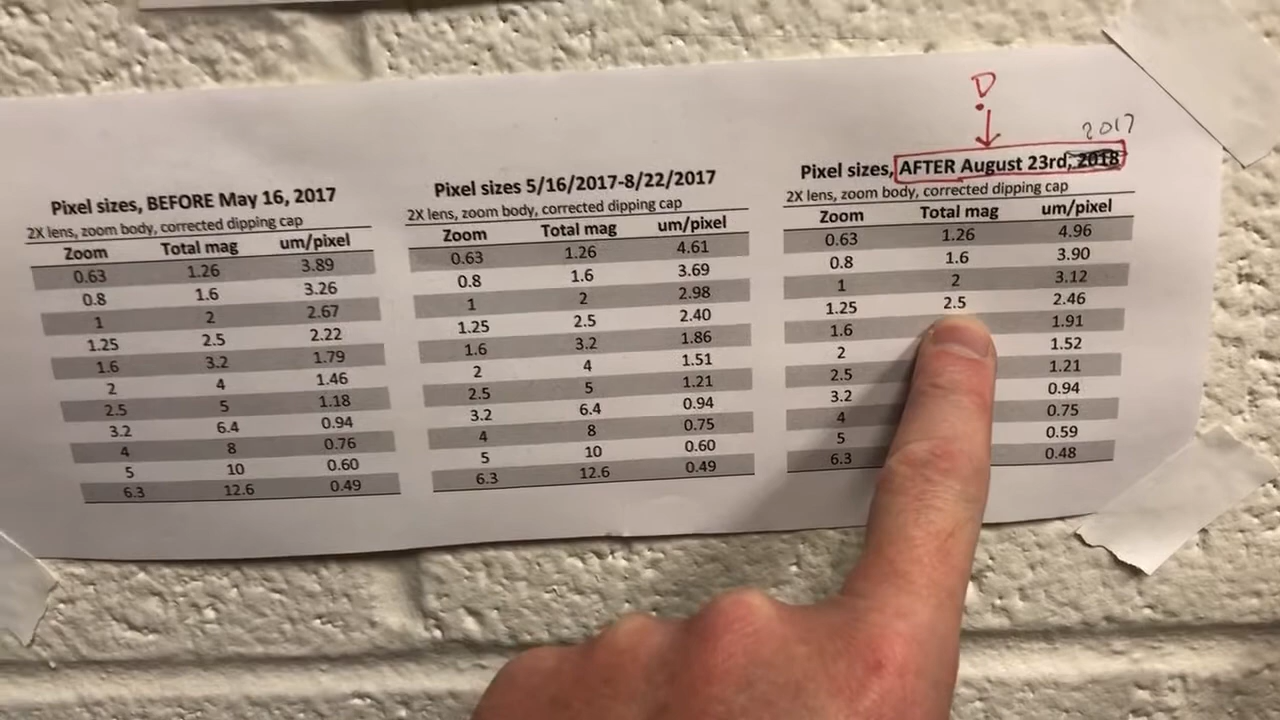 Pixel sizes, BEFORE May 16, 2017
2X lens, zoom body, corrected dipping cap
Zoom Total mag um/pixel
0.63 1.26 3.89
0.8 1.6 3.26
1 2 2.67
1.25 2.5 2.22
1.6 3.2 1.79
2 4 1.46
2.5 5 1.18
3.2 6.4 0.94
4 8 0.76
5 10 0.60
6.3 12.6 0.49
Pixel sizes 5/16/2017-8/22/2017
2X lens, zoom body, corrected dipping cap
Zoom Total mag um/pixel
0.63 1.26 4.61
0.8 1.6 3.69
1 2 2.98
1.25 2.5 2.40
1.6 3.2 1.86
2 4 1.51
2.5 5 1.21
3.2 6.4 0.94
4 8 0.75
5 10 0.60
6.3 12.6 0.49
2017
Pixel sizes, AFTER August 23rd, 2018
2X lens, zoom body, corrected dipping cap
Zoom Total mag um/pixel
0.63 1.26 4.96
0.8 1.6 3.90
1 2 3.12
1.25 2.5 2.46
1.6 1.91
2 1.52
2.5 1.21
3.2 0.94
4 0.75
5 0.59
6.3 0.48